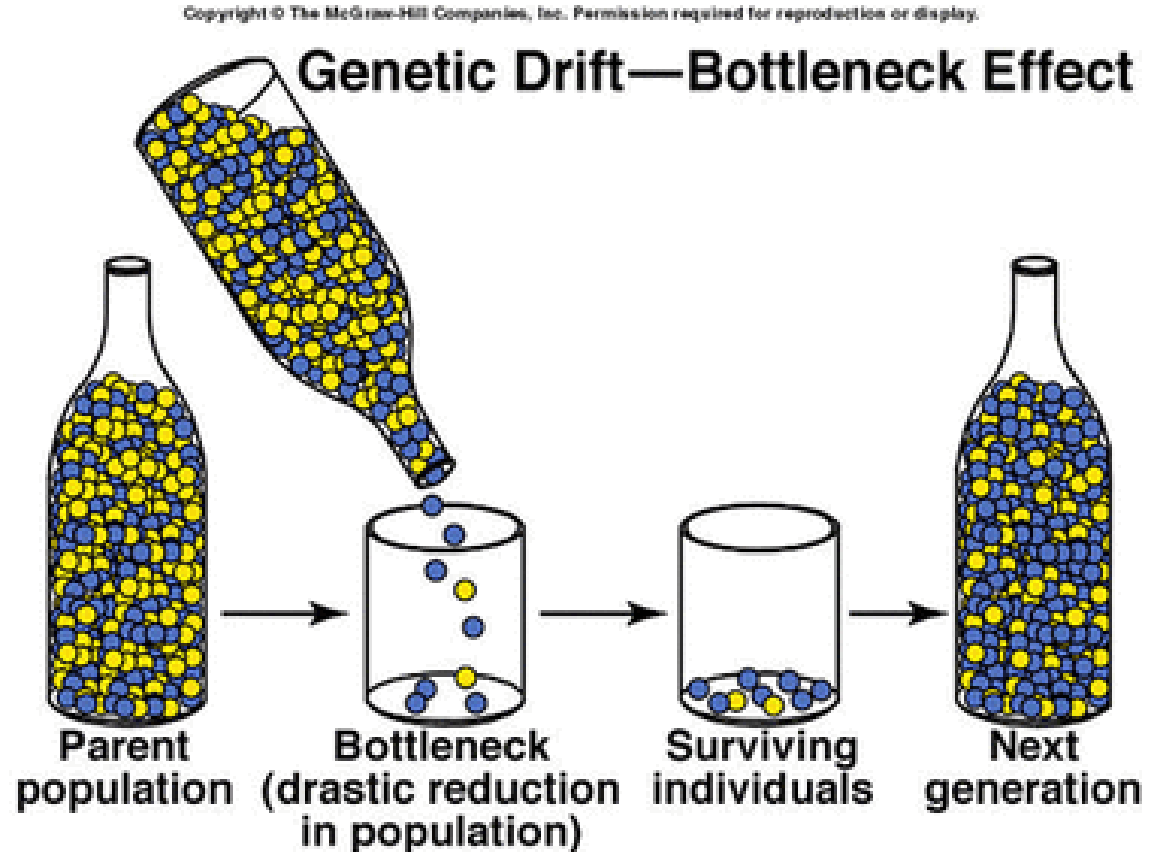 Copyright © The McGraw-Hill Companies, Inc. Permission required for reproduction or display.
Genetic Drift—Bottleneck Effect
Parent
population
Bottleneck
(drastic reduction
in population)
Surviving
individuals
Next
generation